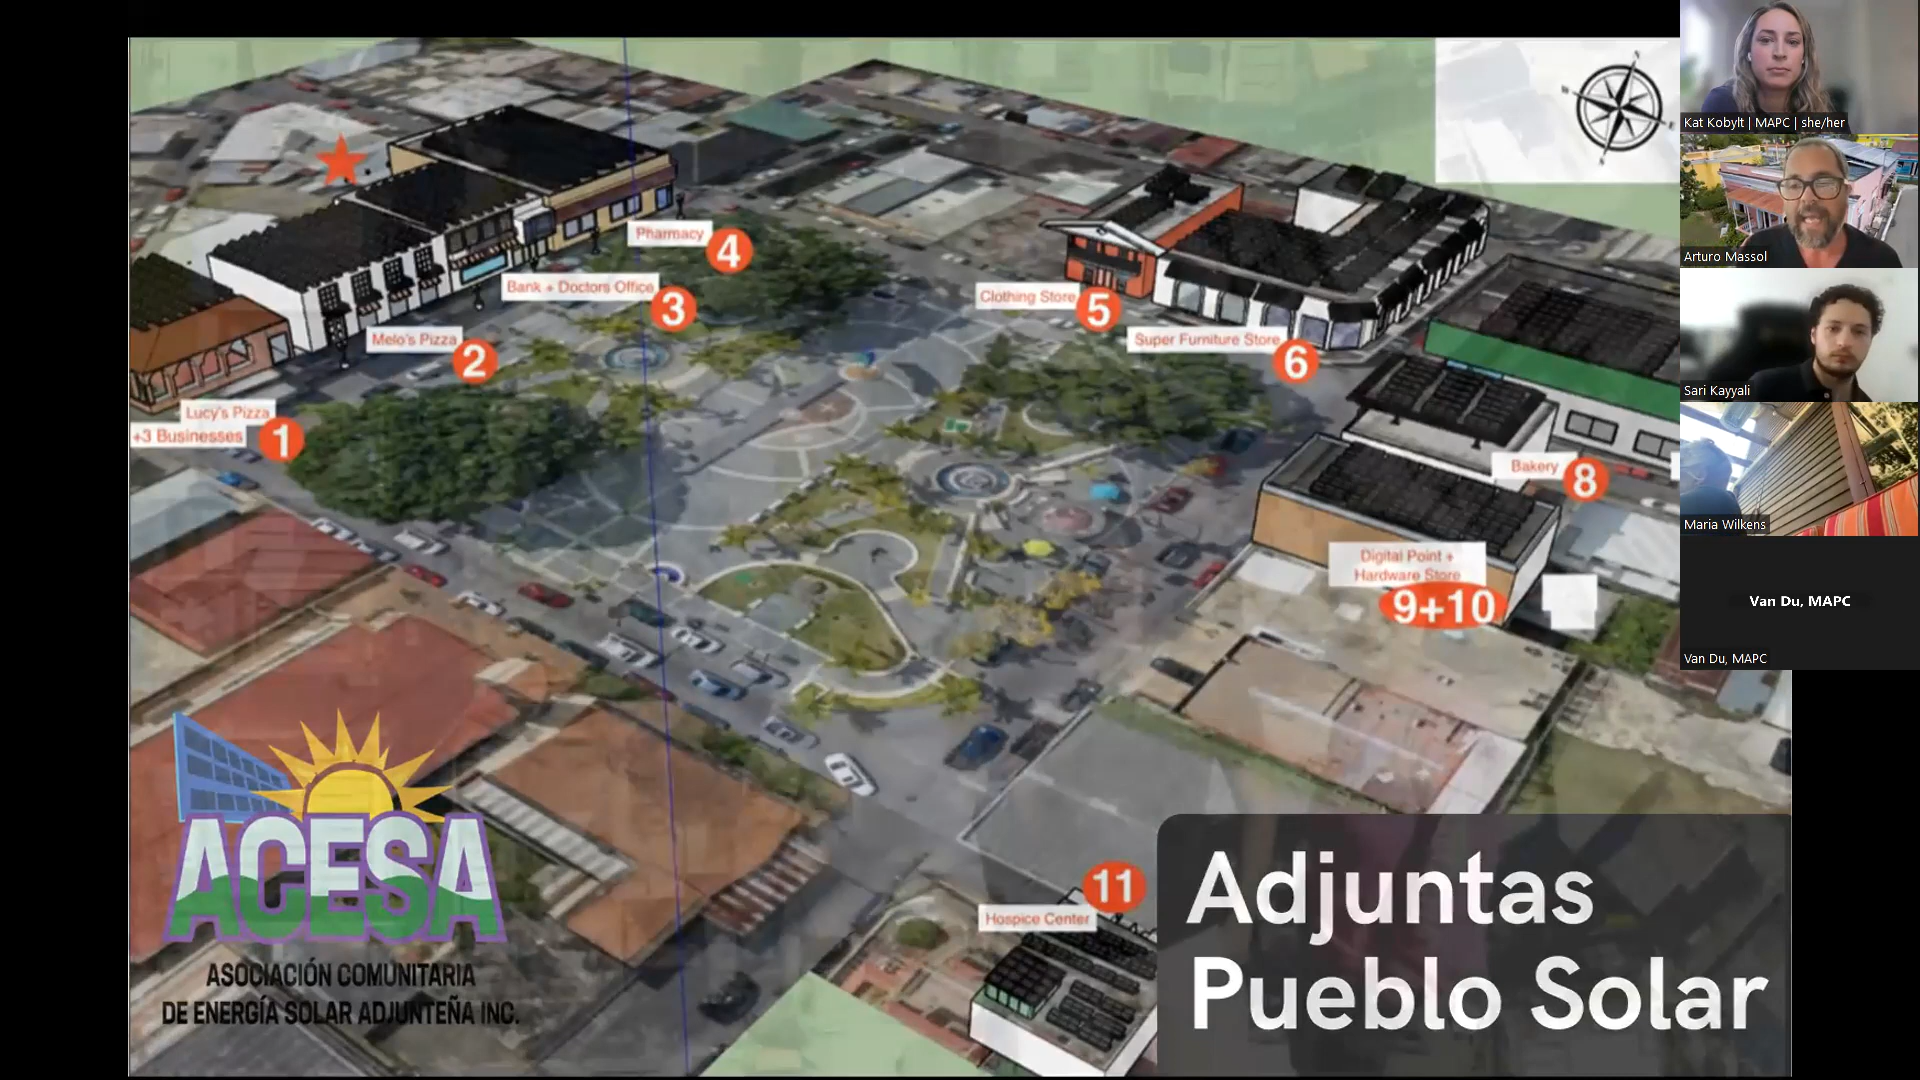 Pharmacy
4
Bank + Doctors Office
3
Melo's Pizza
2
Lucy's Pizza
+3 Businesses
1
Clothing Store
5
Super Furniture Store
6
Bakery
8
Digital Point +
Hardware Store
9+10
Hospice Center
11
ACESA
ASOCIACIÓN COMUNITARIA
DE ENERGÍA SOLAR ADJUNTEÑA INC.
Adjuntas
Pueblo Solar
Kat Kobylt | MAPC | she/her
Arturo Massol
Sari Kayyali
Maria Wilkens
Van Du, MAPC
Van Du, MAPC